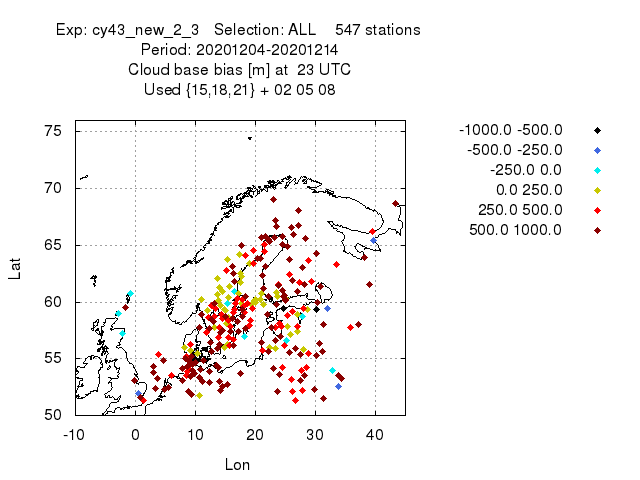 Exp: cy43_new_2_3 Selection: ALL 547 stations
Period: 20201204-20201214
Cloud base bias [m] at 23 UTC
Used {15,18,21} + 02 05 08
-1000.0 -500.0
-500.0 -250.0
-250.0 0.0
0.0 250.0
250.0 500.0
500.0 1000.0
Lat
75
70
65
60
55
50
-10 0 10 20 30 40
Lon